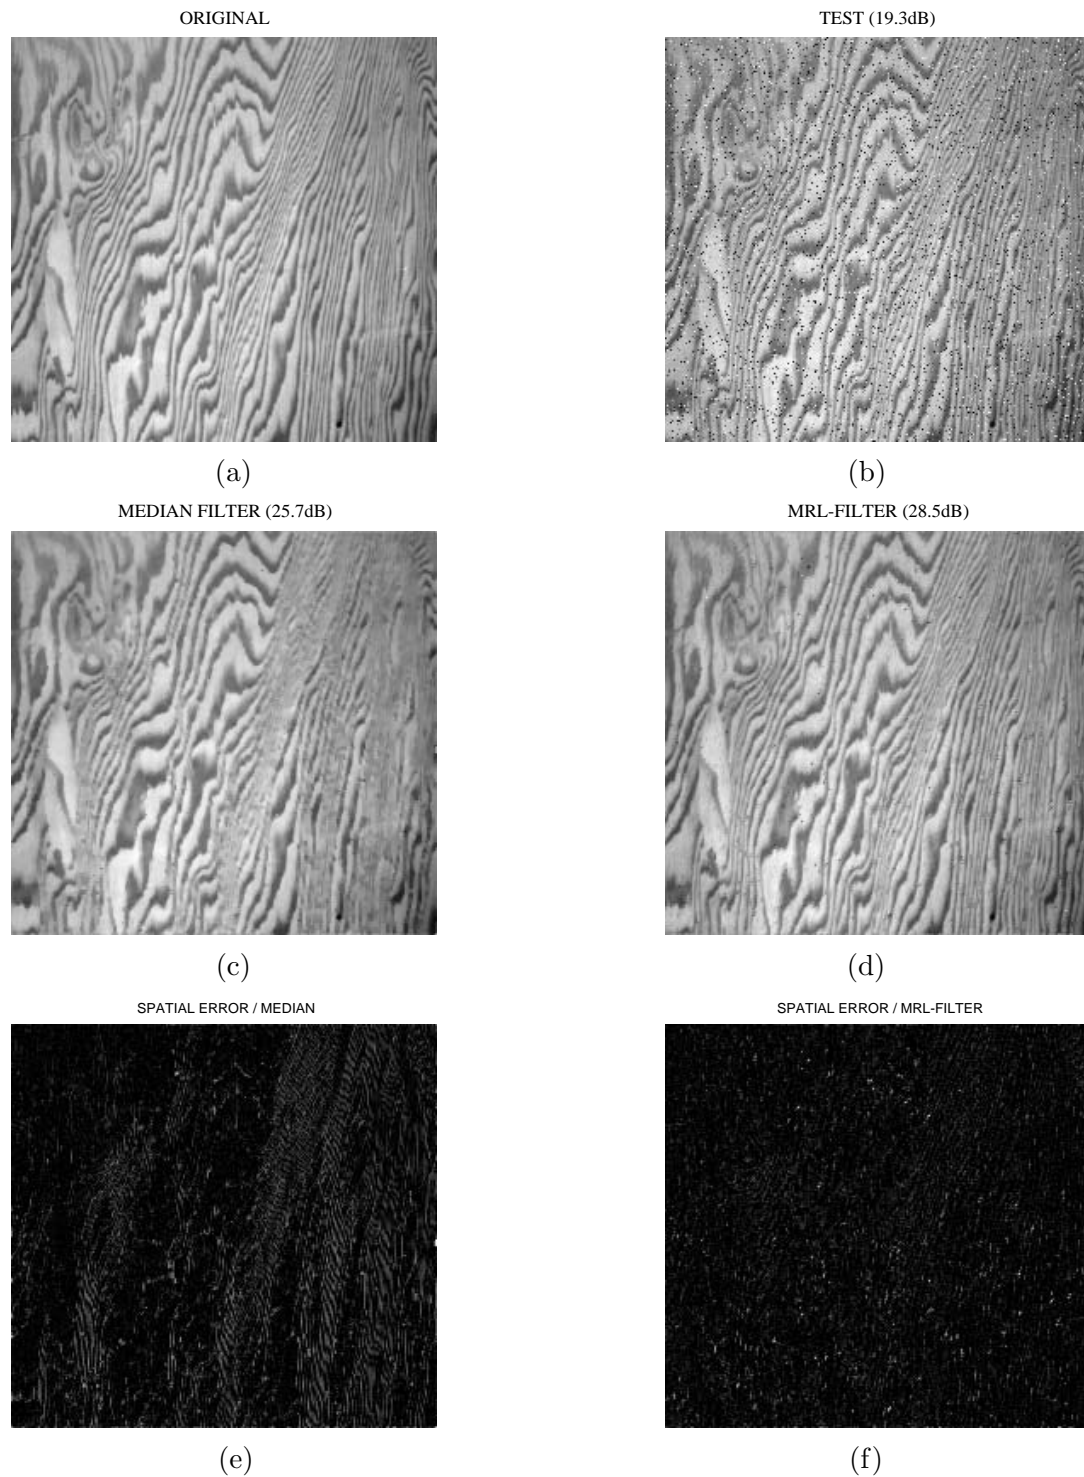 ORIGINAL
TEST (19.3dB)
(a)
(b)
MEDIAN FILTER (25.7dB)
MRL-FILTER (28.5dB)
(c)
(d)
SPATIAL ERROR / MEDIAN
SPATIAL ERROR / MRL-FILTER
(e)
(f)